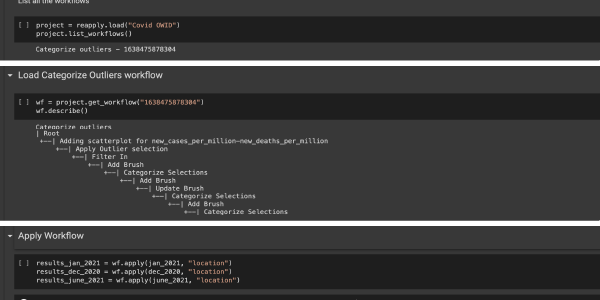 List all the workflows
[ ] project = reapply.load("Covid OWID")
project.list_workflows()
Categorize outliers - 1638475878304
Load Categorize Outliers workflow
[ ] wf = project.get_workflow("1638475878304")
wf.describe()
Categorize outliers
| Root
+--| Adding scatterplot for new_cases_per_million-new_deaths_per_million
+--| Apply Outlier selection
+--| Filter In
+--| Add Brush
+--| Categorize Selections
+--| Add Brush
+--| Update Brush
+--| Categorize Selections
+--| Add Brush
+--| Categorize Selections
Apply Workflow
[ ] results_jan_2021 = wf.apply(jan_2021, "location")
results_dec_2020 = wf.apply(dec_2020, "location")
results_june_2021 = wf.apply(june_2021, "location")